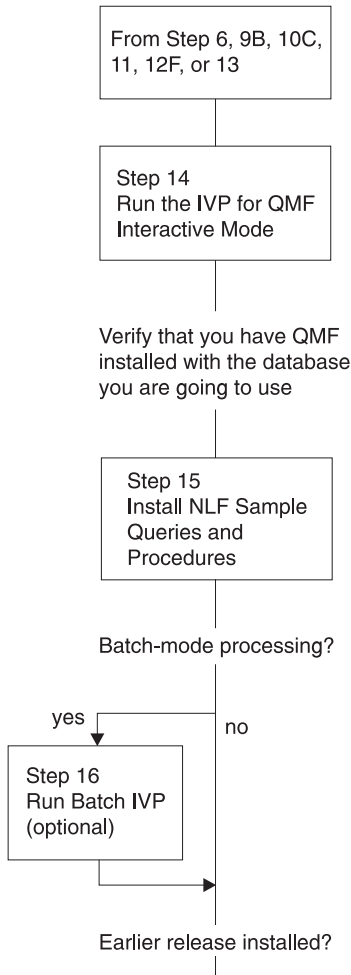 From Step 6, 9B, 10C,
11, 12F, or 13
Step 14
Run the IVP for QMF
Interactive Mode
Verify that you have QMF
installed with the database
you are going to use
Step 15
Install NLF Sample
Queries and
Procedures
Batch-mode processing?
yes
no
Step 16
Run Batch IVP
(optional)
Earlier release installed?